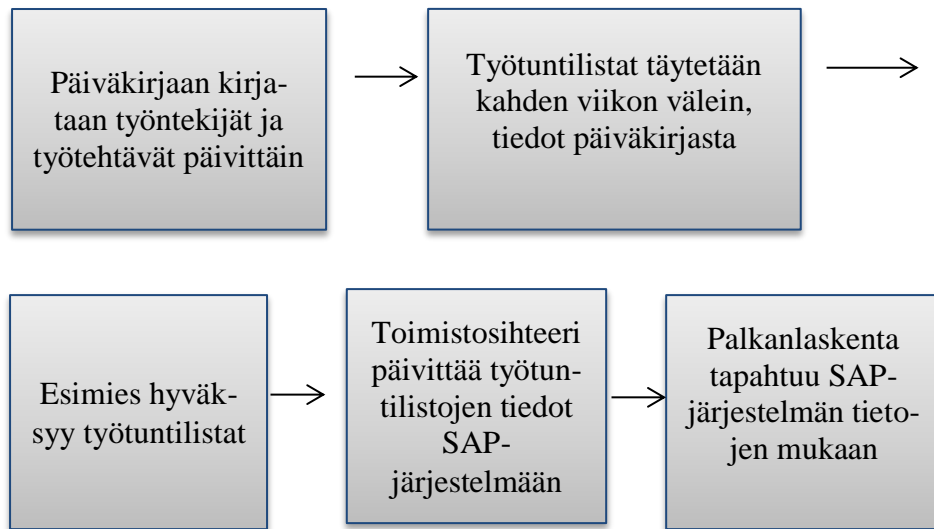 Päiväkirjaan kirja-
taan työntekijät ja
työtehtävät päivittäin
Työtuntilistat täytetään
kahden viikon välein,
tiedot päiväkirjasta
Esimies hyväk-
syy työtuntilistat
Toimistosihteeri
päivittää työtun-
tilistojen tiedot
SAP-
järjestelmään
Palkanlaskenta
tapahtuu SAP-
järjestelmän tieto-
jen mukaan